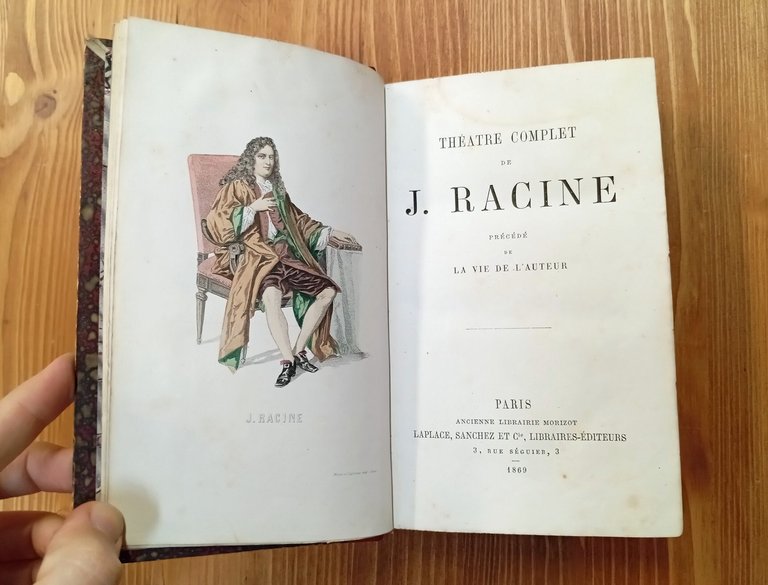 J. RACINE
THÉATRE COMPLET
DE
J. RACINE
PRÉCÉDÉ
DE
LA VIE DE L'AUTEUR
PARIS
ANCIENNE LIBRAIRIE MORIZOT
LAPLACE, SANCHEZ ET Cie, LIBRAIRES-ÉDITEURS
3, RUE SÉGUIER, 3
1869